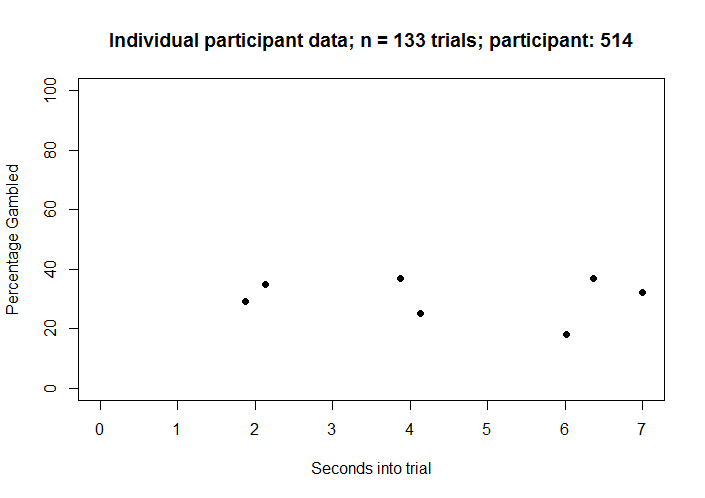 Individual participant data; n = 133 trials; participant: 514
Percentage Gambled
100
80
60
40
20
0
0 1 2 3 4 5 6 7
Seconds into trial